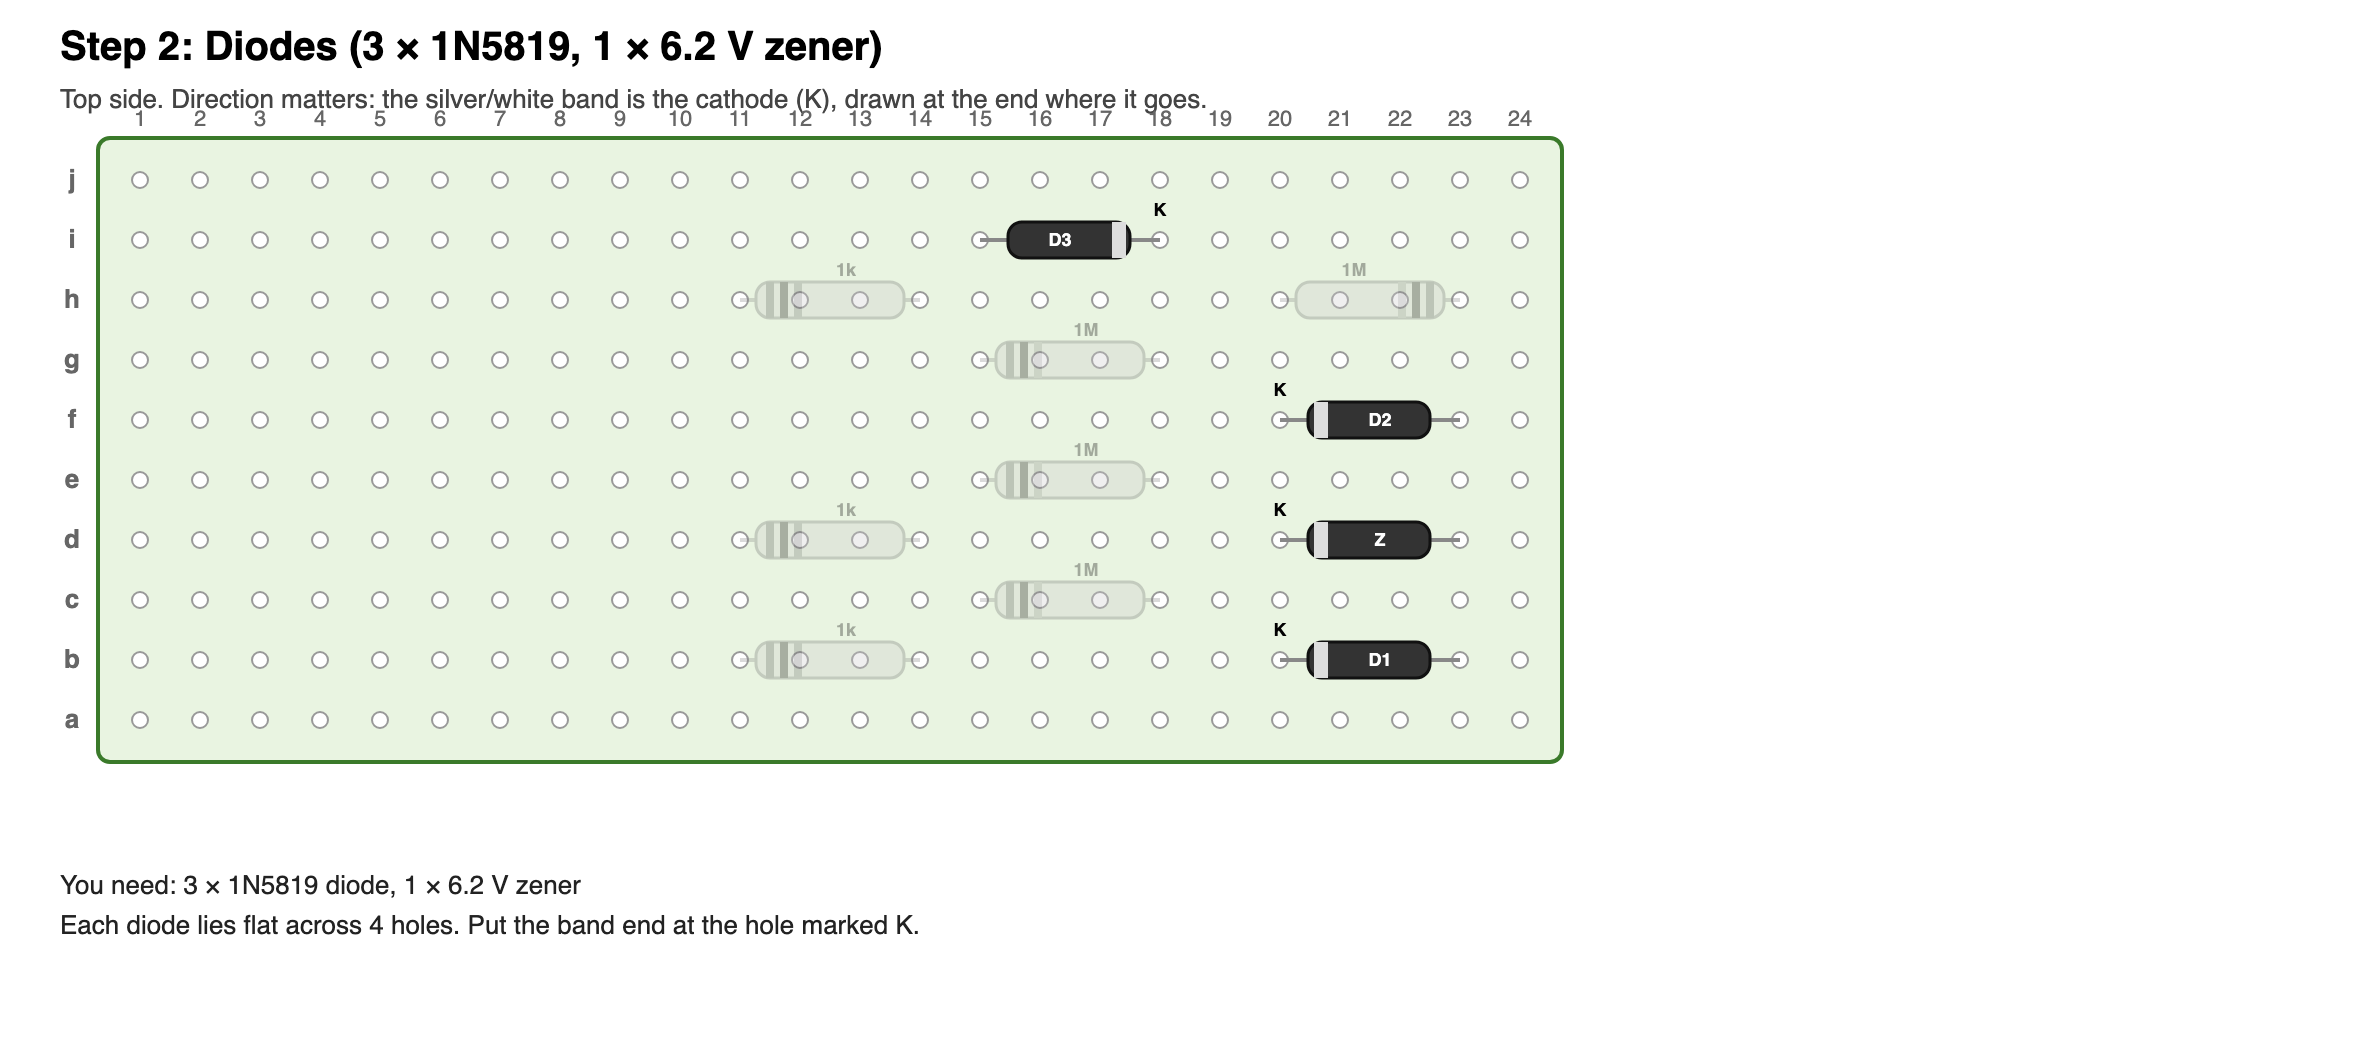 Step 2: Diodes (3 × 1N5819, 1 × 6.2 V zener)
Top side. Direction matters: the silver/white band is the cathode (K), drawn at the end where it goes.
1 2 3 4 5 6 7 8 9 10 11 12 13 14 15 16 17 18 19 20 21 22 23 24
j
K
i D3
1k 1M
h
1M
g
K
f D2
1M
e
1k K
d Z
1M
c
1k K
b D1
a
You need: 3 × 1N5819 diode, 1 × 6.2 V zener
Each diode lies flat across 4 holes. Put the band end at the hole marked K.